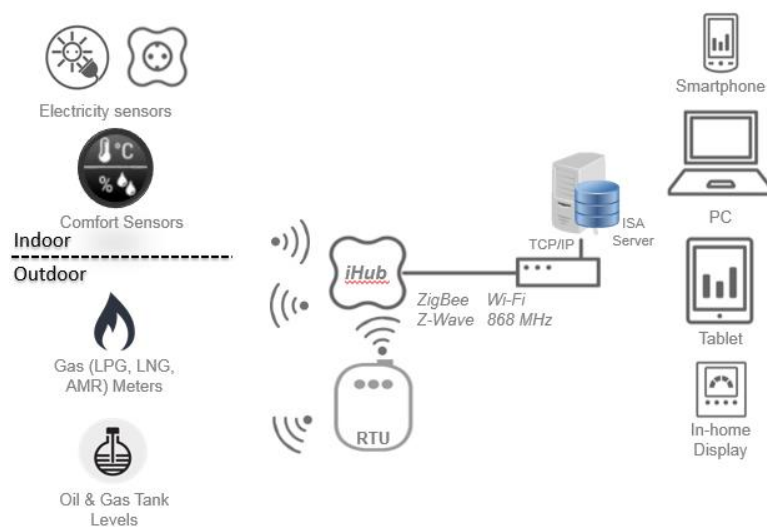 Electricity sensors
°C
%
Comfort Sensors
Indoor
Outdoor
Gas (LPG, LNG,
AMR) Meters
Oil & Gas Tank
Levels
iHub
ZigBee Wi-Fi
Z-Wave 868 MHz
RTU
TCP/IP
ISA
Server
Smartphone
PC
Tablet
In-home
Display